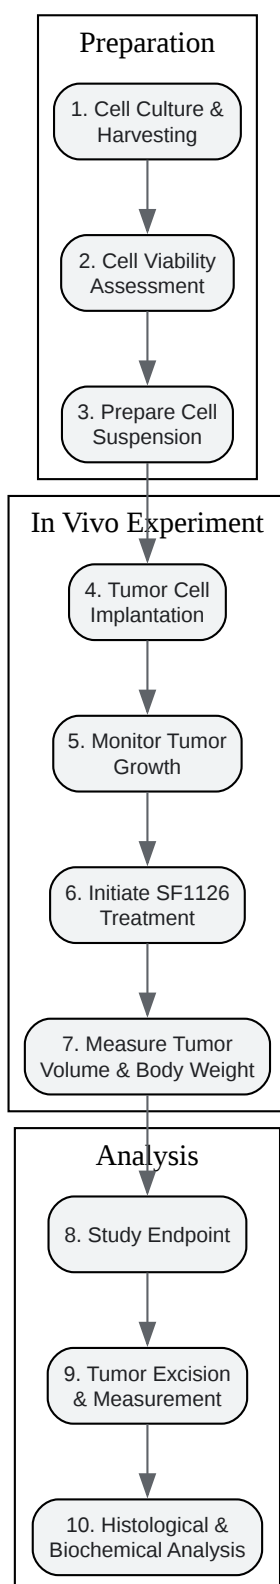 Preparation
1. Cell Culture &
Harvesting
2. Cell Viability
Assessment
3. Prepare Cell
Suspension
In Vivo Experiment
4. Tumor Cell
Implantation
5. Monitor Tumor
Growth
6. Initiate SF1126
Treatment
7. Measure Tumor
Volume & Body Weight
Analysis
8. Study Endpoint
9. Tumor Excision
& Measurement
10. Histological &
Biochemical Analysis